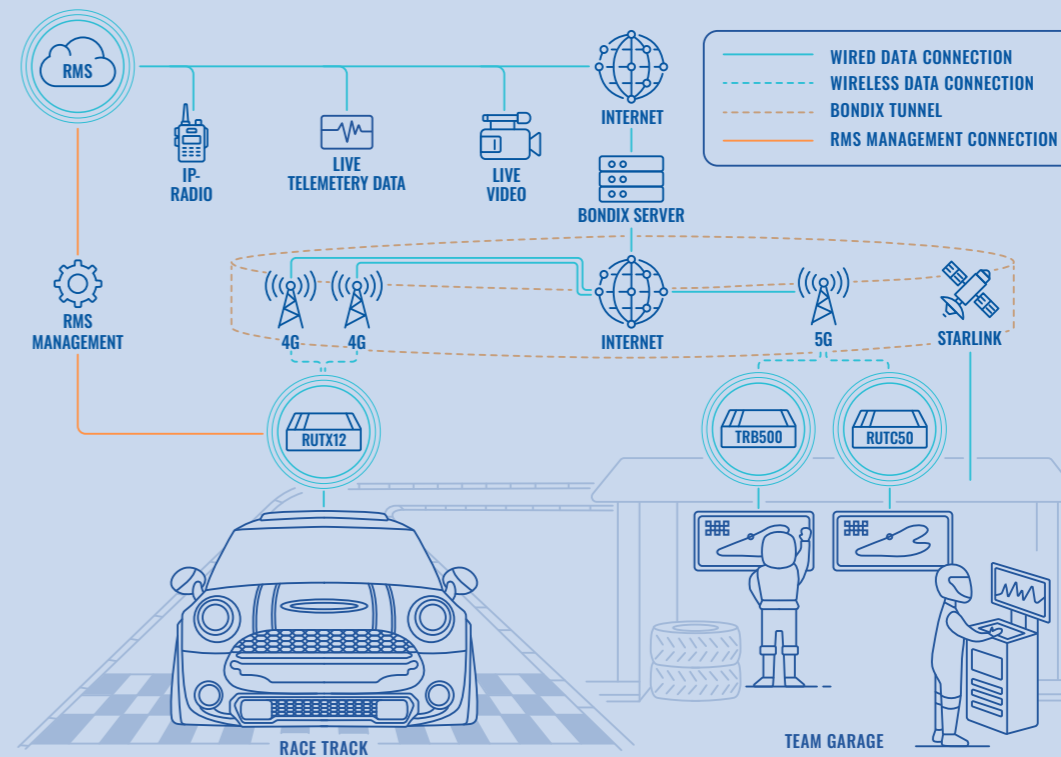 RMS
INTERNET
WIRED DATA CONNECTION
WIRELESS DATA CONNECTION
BONDIX TUNNEL
RMS MANAGEMENT CONNECTION
IP-
RADIO
LIVE
TELEMETERY DATA
LIVE
VIDEO
BONDIX SERVER
RMS
MANAGEMENT
4G
4G
INTERNET
5G
STARLINK
RUTX12
TRB500
RUTC50
RACE TRACK
TEAM GARAGE